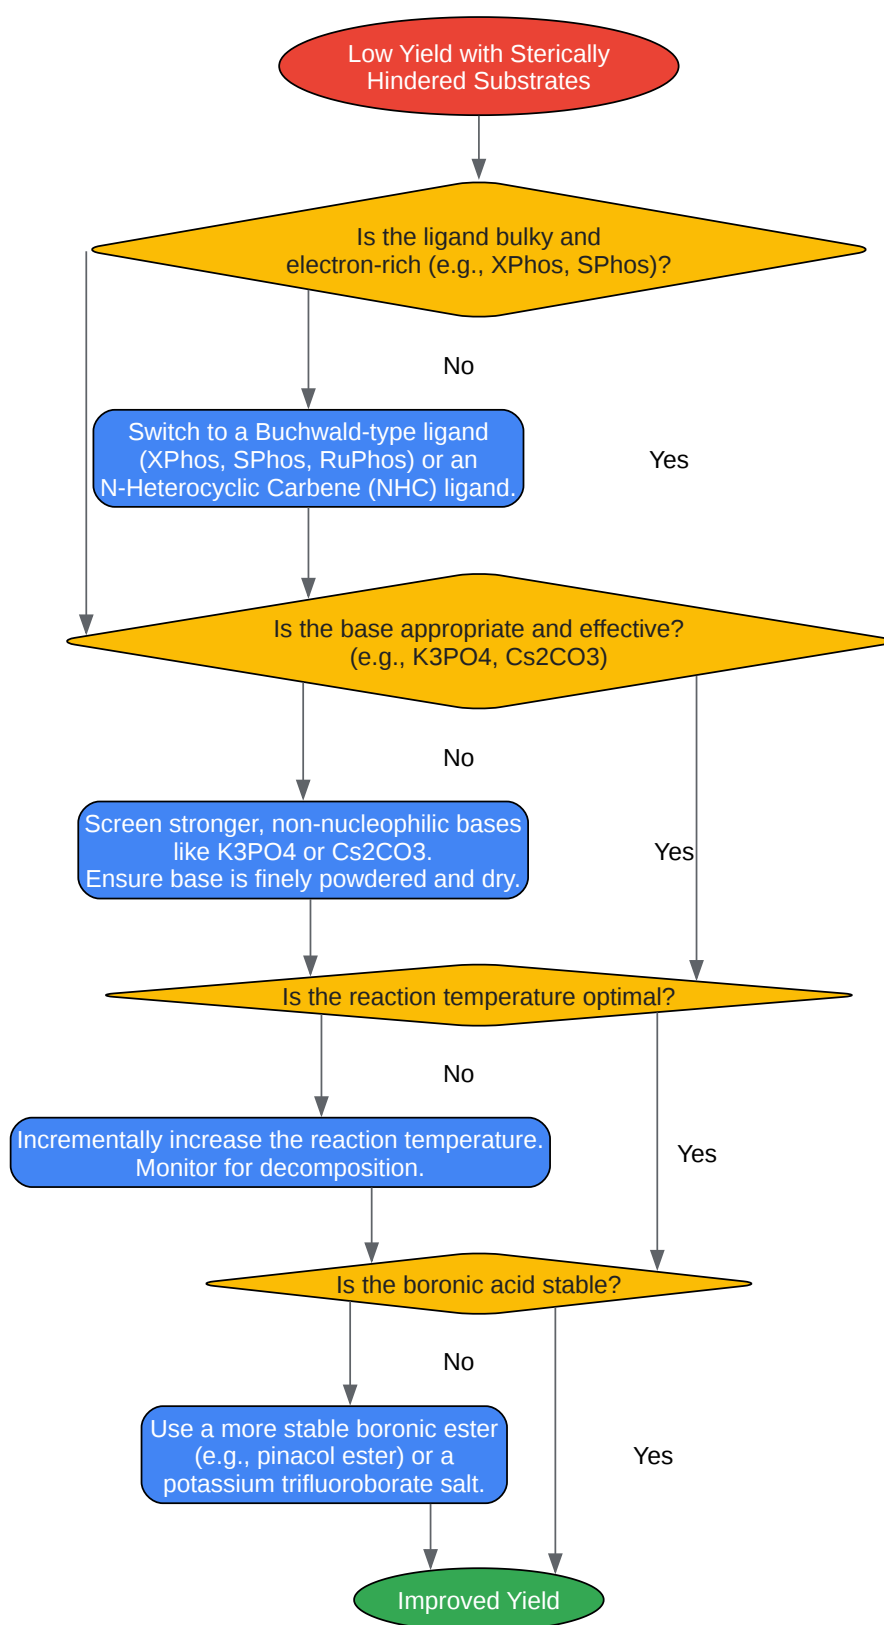 Low Yield with Sterically
Hindered Substrates
Is the ligand bulky and
electron-rich (e.g., XPhos, SPhos)?
No
Switch to a Buchwald-type ligand
(XPhos, SPhos, RuPhos) or an
N-Heterocyclic Carbene (NHC) ligand.
Yes
Is the base appropriate and effective?
(e.g., K3PO4, Cs2CO3)
No
Screen stronger, non-nucleophilic bases
like K3PO4 or Cs2CO3.
Ensure base is finely powdered and dry.
Yes
Is the reaction temperature optimal?
No
Incrementally increase the reaction temperature.
Monitor for decomposition.
Yes
Is the boronic acid stable?
No
Use a more stable boronic ester
(e.g., pinacol ester) or a
potassium trifluoroborate salt.
Yes
Improved Yield